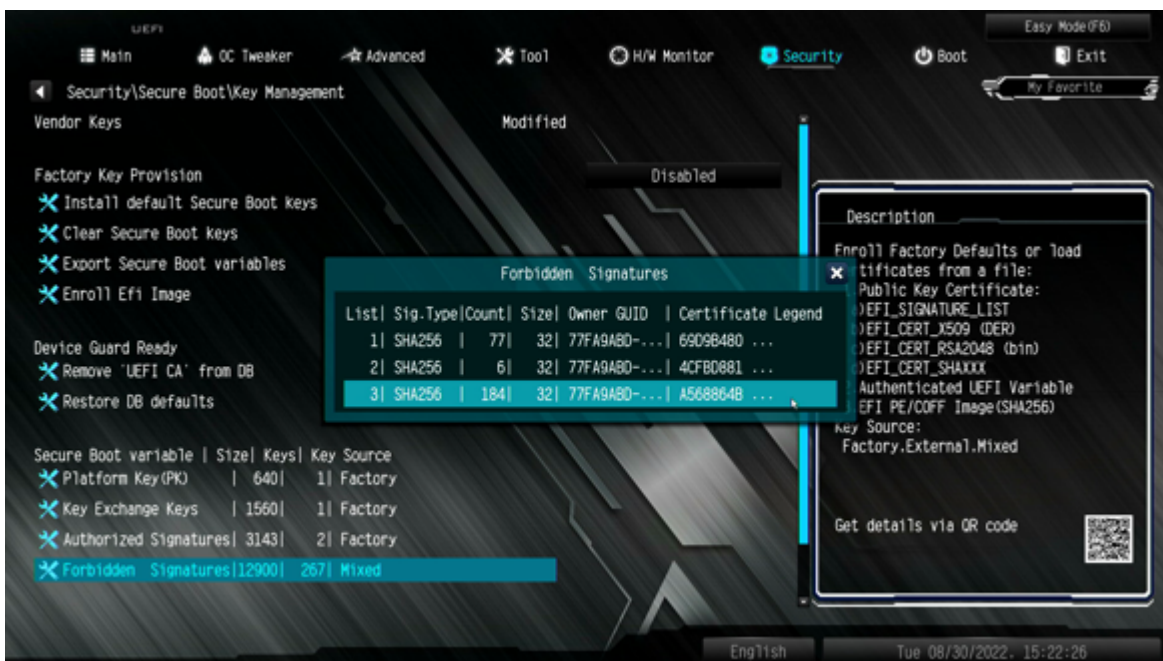 UEFI
Easy Mode(F6)
Main OC Tweaker Advanced Tool H/W Monitor Security Boot Exit
My Favorite
Security\Secure Boot\Key Management
Vendor Keys Modified
Factory Key Provision Disabled
Install default Secure Boot keys
Clear Secure Boot keys
Export Secure Boot variables
Enroll Efi Image
Device Guard Ready
Remove 'UEFI CA' from DB
Restore DB defaults
Secure Boot variable | Size| Keys| Key Source
Platform Key(PK) | 640| 1| Factory
Key Exchange Keys | 1560| 1| Factory
Authorized Signatures| 3143| 2| Factory
Forbidden Signatures|12900| 267| Mixed
Forbidden Signatures
List| Sig.Type|Count| Size| Owner GUID | Certificate Legend
1| SHA256 | 77| 32| 77FA9ABD-...| 69D9B480 ...
2| SHA256 | 6| 32| 77FA9ABD-...| 4CFBD881 ...
3| SHA256 | 184| 32| 77FA9ABD-...| A568864B ...
Description
Enroll Factory Defaults or load
tificates from a file:
Public Key Certificate:
)EFI_SIGNATURE_LIST
)EFI_CERT_X509 (DER)
)EFI_CERT_RSA2048 (bin)
)EFI_CERT_SHAXXX
Authenticated UEFI Variable
EFI PE/COFF Image(SHA256)
Key Source:
Factory.External.Mixed
Get details via QR code
English
Tue 08/30/2022. 15:22:26